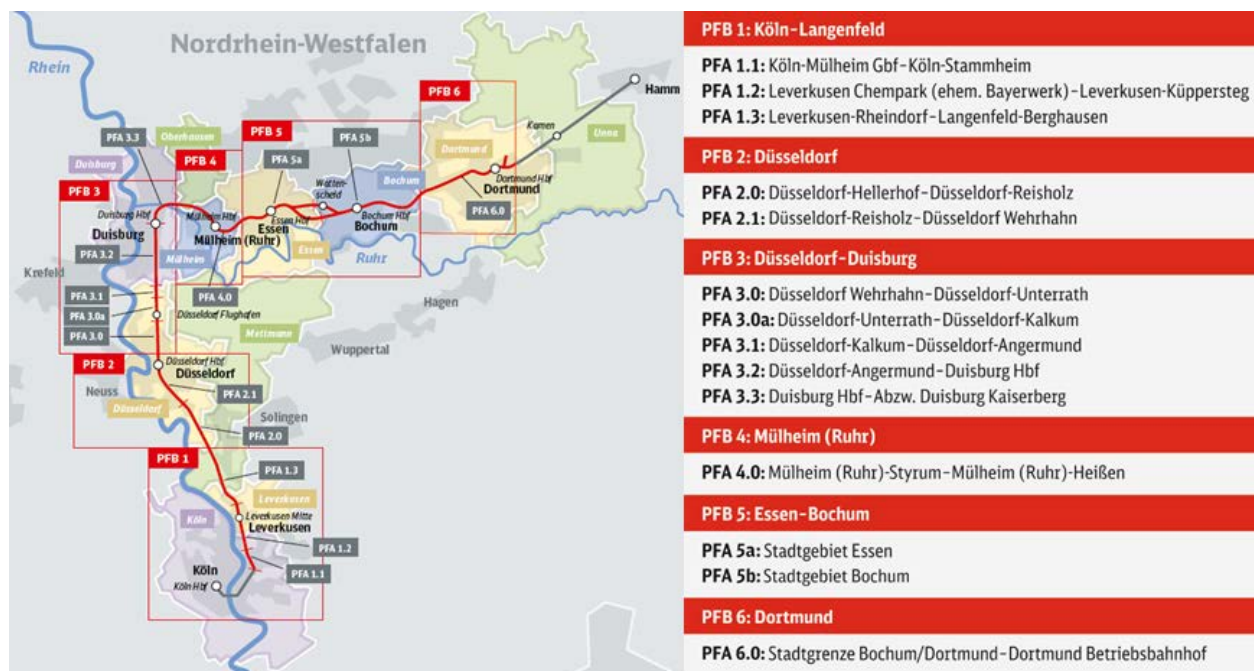 Nordrhein-Westfalen
Rhein
Hamm
PFB 6
Kamen
Unna
PFA 3.3
Oberhausen
PFB 5
PFA 5b
Dortmund
Duisburg
PFB 4
PFA 5a
Watten-
scheid
Bochum
Dortmund Hbf
Dortmund
PFB 3
Duisburg Hbf
Duisburg
Mülheim Hbf
Essen Hbf
Essen
Bochum Hbf
Bochum
PFA 6.0
Mülheim (Ruhr)
PFA 3.2
Mülheim
Essen
Ruhr
Krefeld
PFA 3.1
PFA 4.0
Hagen
PFA 3.0a
Düsseldorf Flughafen
PFA 3.0
Mettmann
Wuppertal
PFB 2
Düsseldorf Hbf
Düsseldorf
Neuss
PFA 2.1
Düsseldorf
Solingen
PFA 2.0
PFB 1
PFA 1.3
Leverkusen
Köln
Leverkusen Mitte
Leverkusen
PFA 1.2
Köln
PFA 1.1
Köln Hbf
PFB 1: Köln–Langenfeld
PFA 1.1: Köln-Mülheim Gbf–Köln-Stammheim
PFA 1.2: Leverkusen Chempark (ehem. Bayerwerk)–Leverkusen-Küppersteg
PFA 1.3: Leverkusen-Rheindorf–Langenfeld-Berghausen
PFB 2: Düsseldorf
PFA 2.0: Düsseldorf-Hellerhof–Düsseldorf-Reisholz
PFA 2.1: Düsseldorf-Reisholz–Düsseldorf Wehrhahn
PFB 3: Düsseldorf–Duisburg
PFA 3.0: Düsseldorf Wehrhahn–Düsseldorf-Unterrath
PFA 3.0a: Düsseldorf-Unterrath–Düsseldorf-Kalkum
PFA 3.1: Düsseldorf-Kalkum–Düsseldorf-Angermund
PFA 3.2: Düsseldorf-Angermund–Duisburg Hbf
PFA 3.3: Duisburg Hbf–Abzw. Duisburg Kaiserberg
PFB 4: Mülheim (Ruhr)
PFA 4.0: Mülheim (Ruhr)-Styrum–Mülheim (Ruhr)-Heißen
PFB 5: Essen–Bochum
PFA 5a: Stadtgebiet Essen
PFA 5b: Stadtgebiet Bochum
PFB 6: Dortmund
PFA 6.0: Stadtgrenze Bochum/Dortmund–Dortmund Betriebsbahnhof